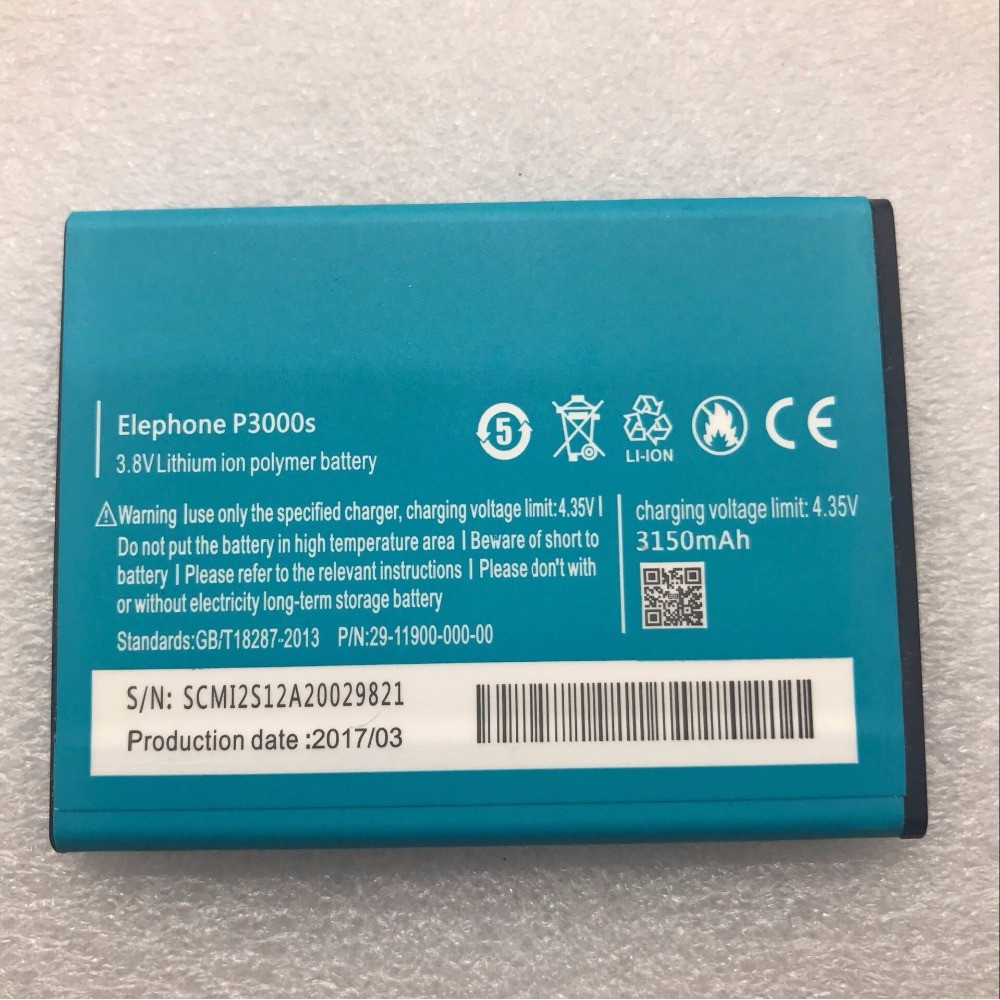 Elephone P3000s
3.8V Lithium ion polymer battery
5
LI-ION
CE
Warning | use only the specified charger, charging voltage limit: 4.35V |
Do not put the battery in high temperature area | Beware of short to
battery | Please refer to the relevant instructions | Please don't with
or without electricity long-term storage battery
Standards:GB/T18287-2013 P/N:29-11900-000-00
charging voltage limit: 4.35V
3150mAh
S/N: SCMI2S12A20029821
Production date :2017/03